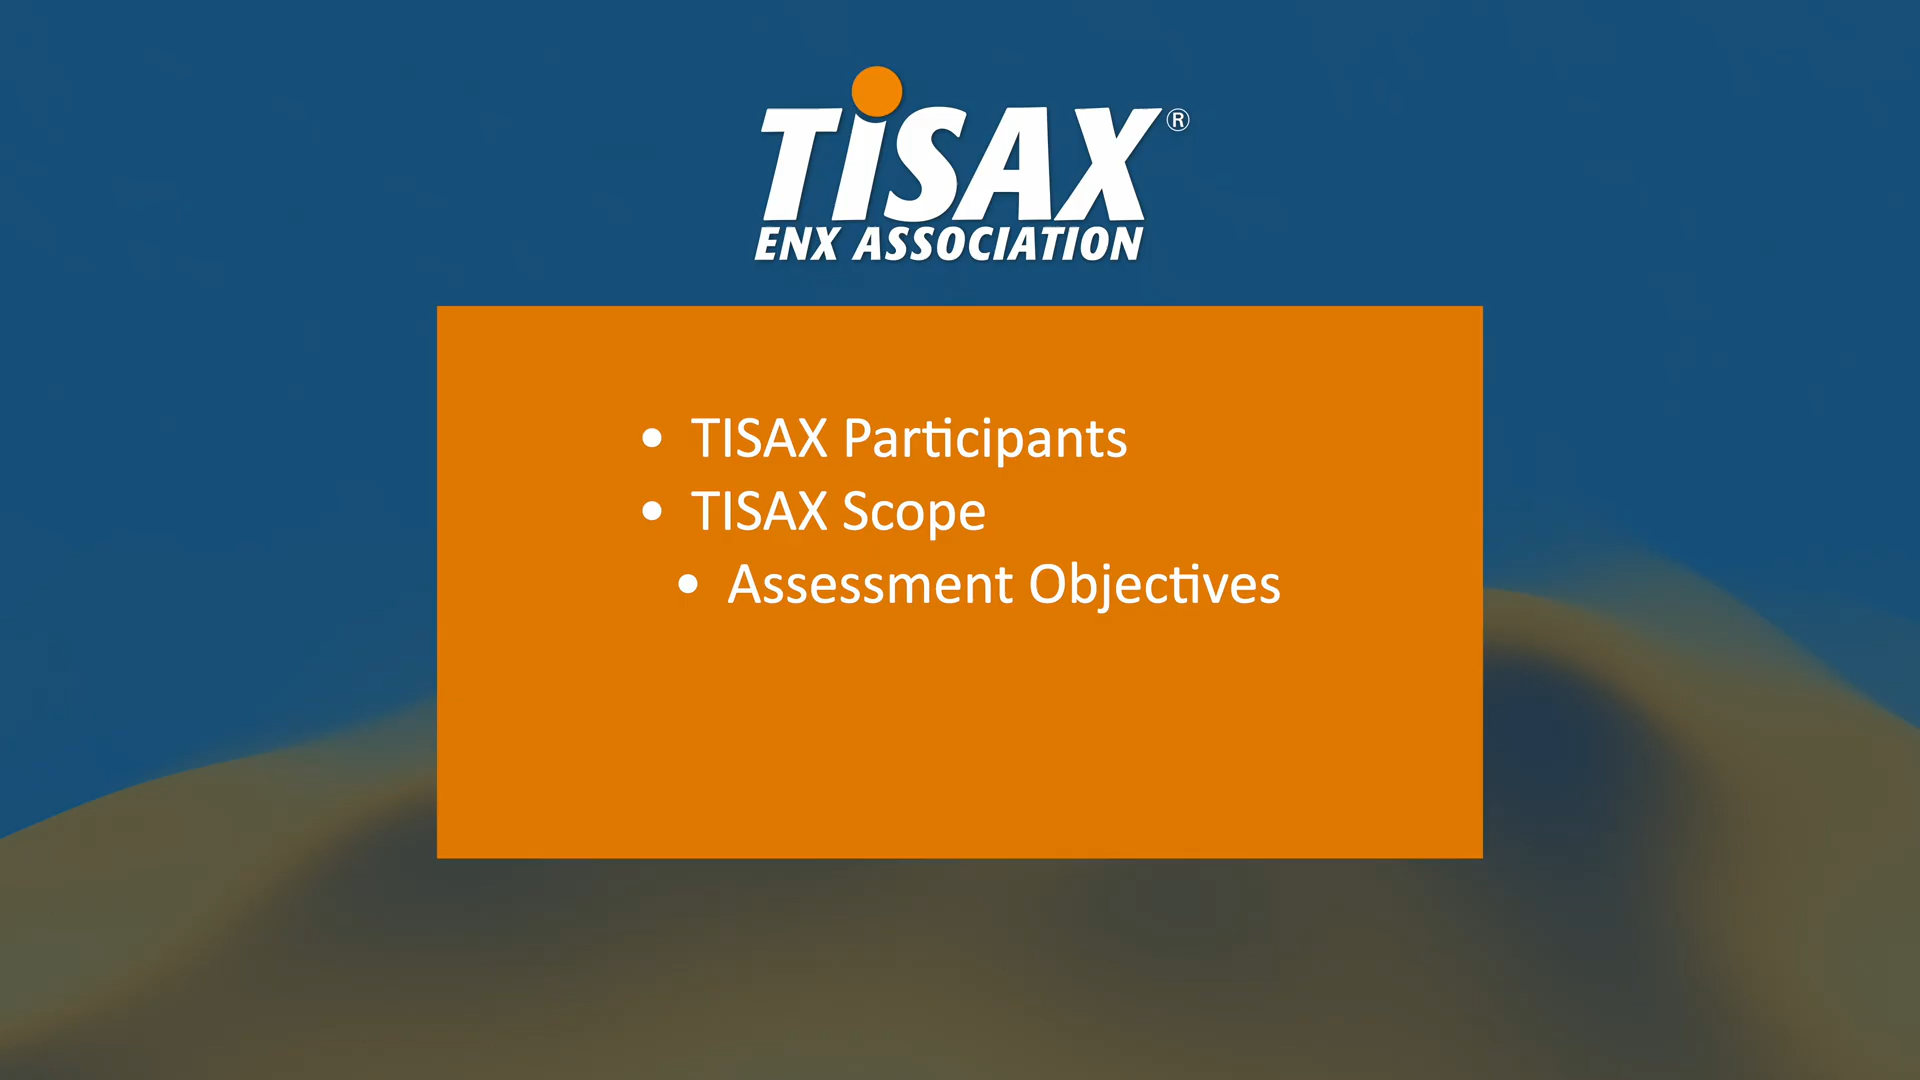 TiSAX®
ENX ASSOCIATION
• TISAX Participants
• TISAX Scope
• Assessment Objectives